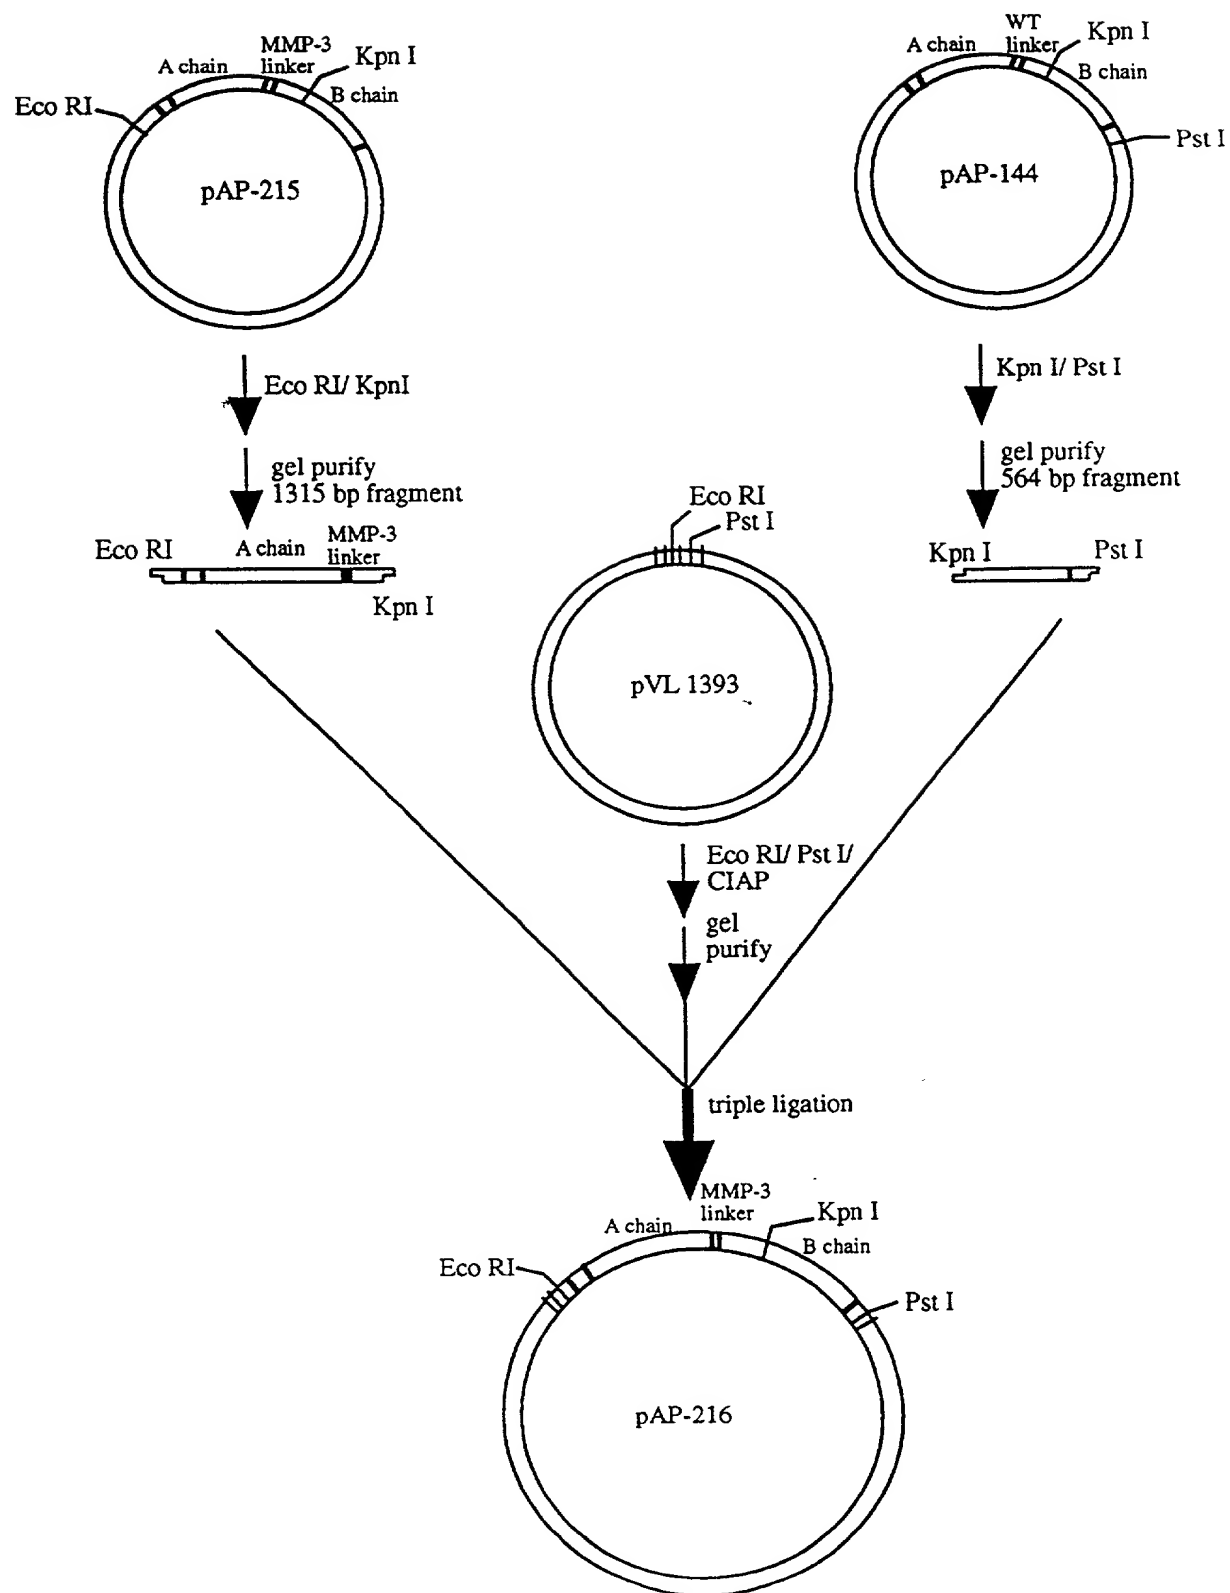 MMP-3
linker
A chain
Kpn I
B chain
Eco RI
pAP-215
WT
linker
A chain
Kpn I
B chain
Pst I
pAP-144
Eco RI/ KpnI
gel purify
1315 bp fragment
Kpn I/ Pst I
gel purify
564 bp fragment
Eco RI
A chain
MMP-3
linker
Kpn I
Kpn I
Pst I
Eco RI
Pst I
pVL 1393
Eco RI/ Pst I/
CIAP
gel
purify
triple ligation
MMP-3
linker
A chain
Kpn I
B chain
Eco RI
Pst I
pAP-216